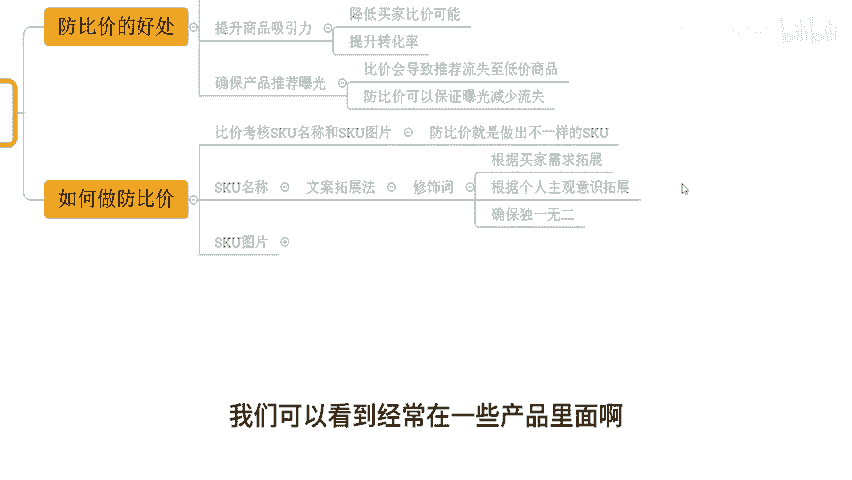 防比价的好处
提升商品吸引力
降低买家比价可能
提升转化率
确保产品推荐曝光
比价会导致推荐流失至低价商品
防比价可以保证曝光减少流失
如何做防比价
比价考核SKU名称和SKU图片
防比价就是做出不一样的SKU
SKU名称
文案拓展法
修饰词
根据买家需求拓展
根据个人主观意识拓展
确保独一无二
SKU图片
我们可以看到经常在一些产品里面啊
bilibili